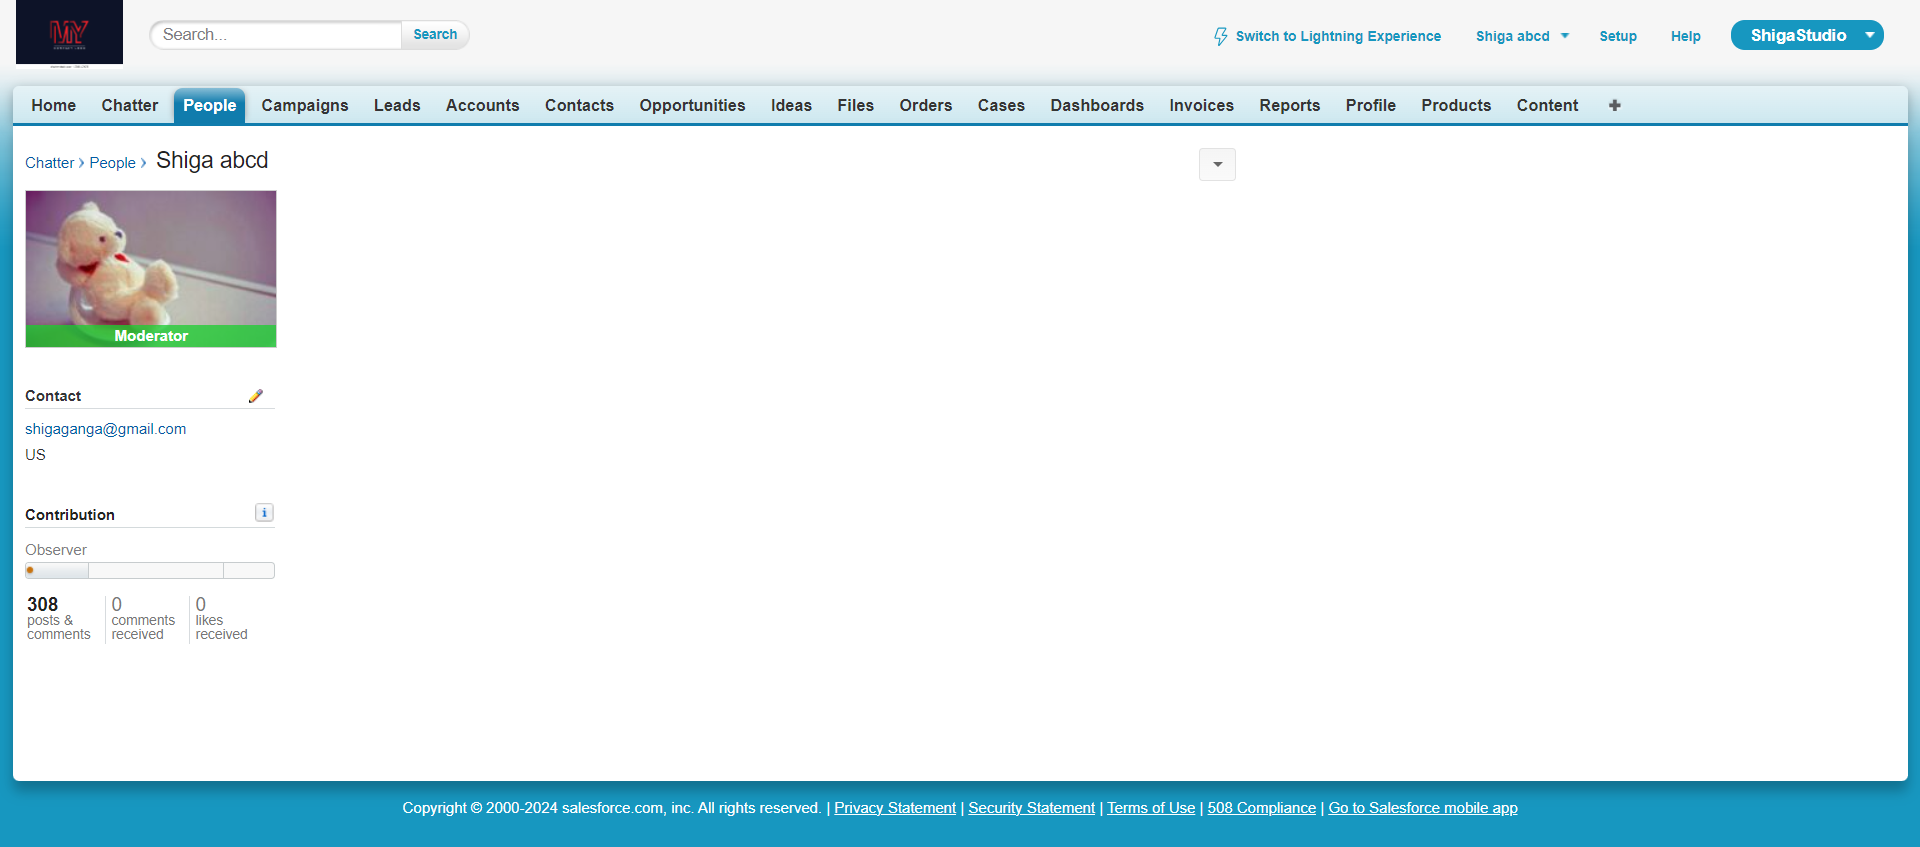 MY
Search...
Search
Switch to Lightning Experience
Shiga abcd
Setup
Help
ShigaStudio
Home Chatter People Campaigns Leads Accounts Contacts Opportunities Ideas Files Orders Cases Dashboards Invoices Reports Profile Products Content
Chatter › People › Shiga abcd
Moderator
Contact
shigaganga@gmail.com
US
Contribution
Observer
308
posts &
comments
0
comments
received
0
likes
received
Copyright © 2000-2024 salesforce.com, inc. All rights reserved. | Privacy Statement | Security Statement | Terms of Use | 508 Compliance | Go to Salesforce mobile app